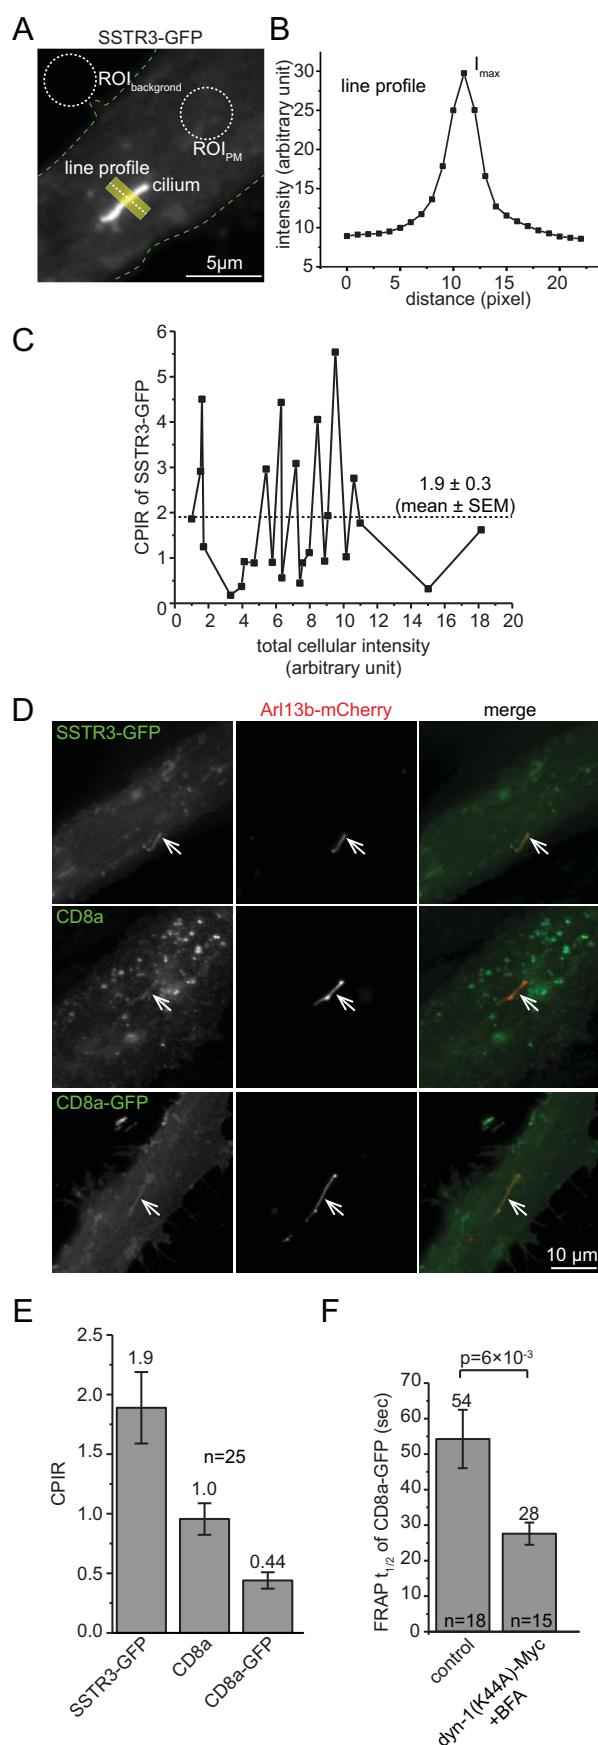 A
SSTR3-GFP
ROI background
ROI PM
line profile
cilium
5µm
B
line profile
I max
intensity (arbitrary unit)
30
25
20
15
10
5
0
5
10
15
20
distance (pixel)
C
CPIR of SSTR3-GFP
6
5
4
3
2
1
0
1.9 ± 0.3
(mean ± SEM)
0
2
4
6
8
10
12
14
16
18
20
total cellular intensity
(arbitrary unit)
D
Arl13b-mCherry
merge
SSTR3-GFP
CD8a
CD8a-GFP
10 µm
E
CPIR
2.5
2.0
1.5
1.0
0.5
0.0
1.9
n=25
1.0
0.44
SSTR3-GFP
CD8a
CD8a-GFP
F
p=6×10⁻³
FRAP t1/2 of CD8a-GFP (sec)
70
60
50
40
30
20
10
0
54
28
n=18
n=15
control
dyn-1(K44A)-Myc
+BFA